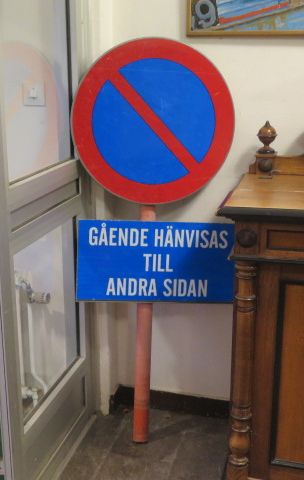 GÅENDE HÄNVISAS
TILL
ANDRA SIDAN